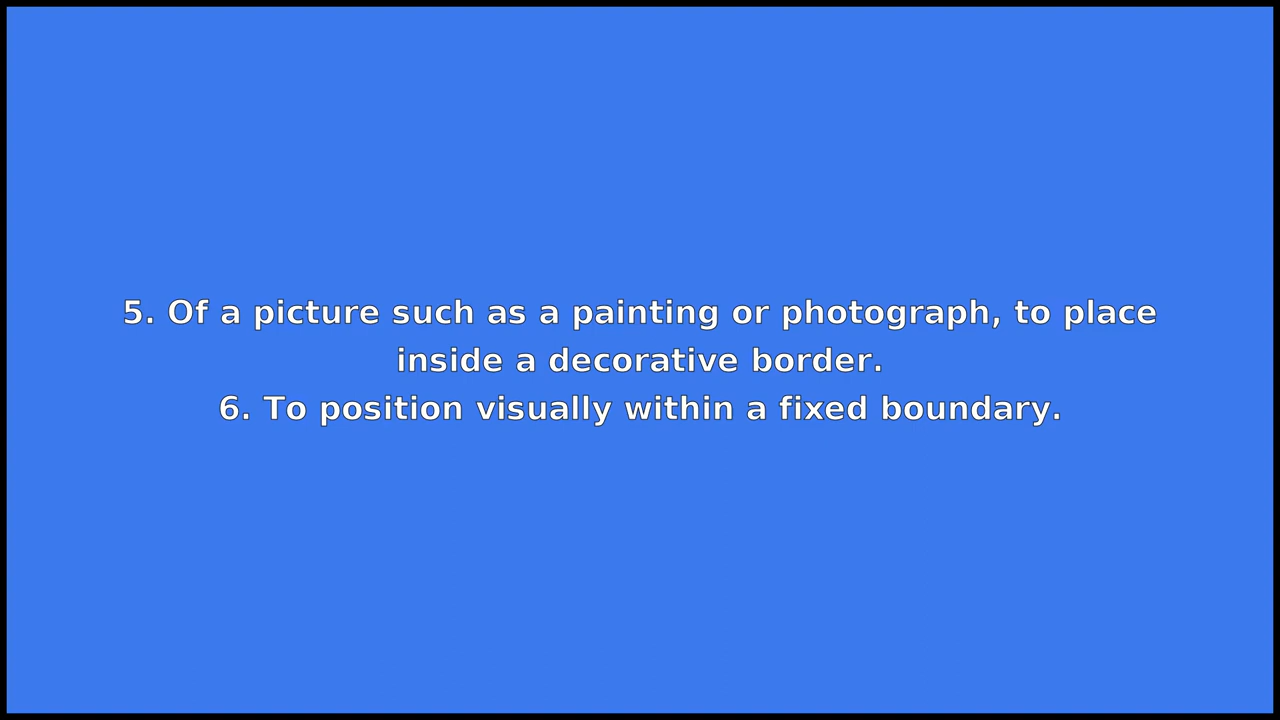 5. Of a picture such as a painting or photograph, to place
inside a decorative border.
6. To position visually within a fixed boundary.